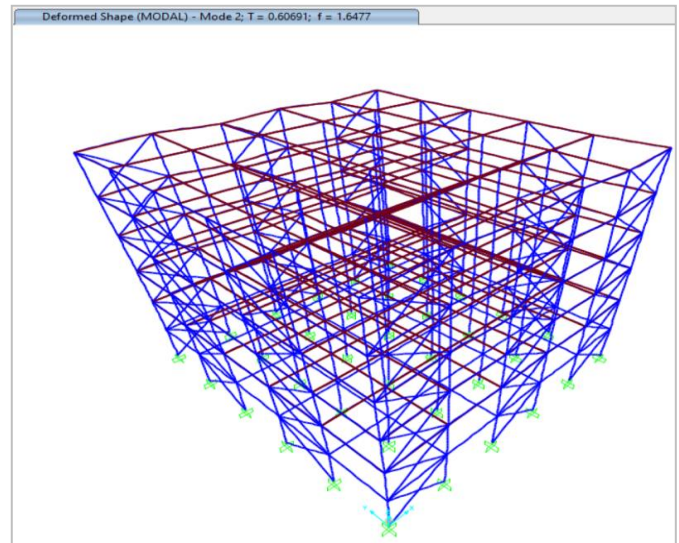 Deformed Shape (MODAL) - Mode 2; T = 0.60691; f = 1.6477